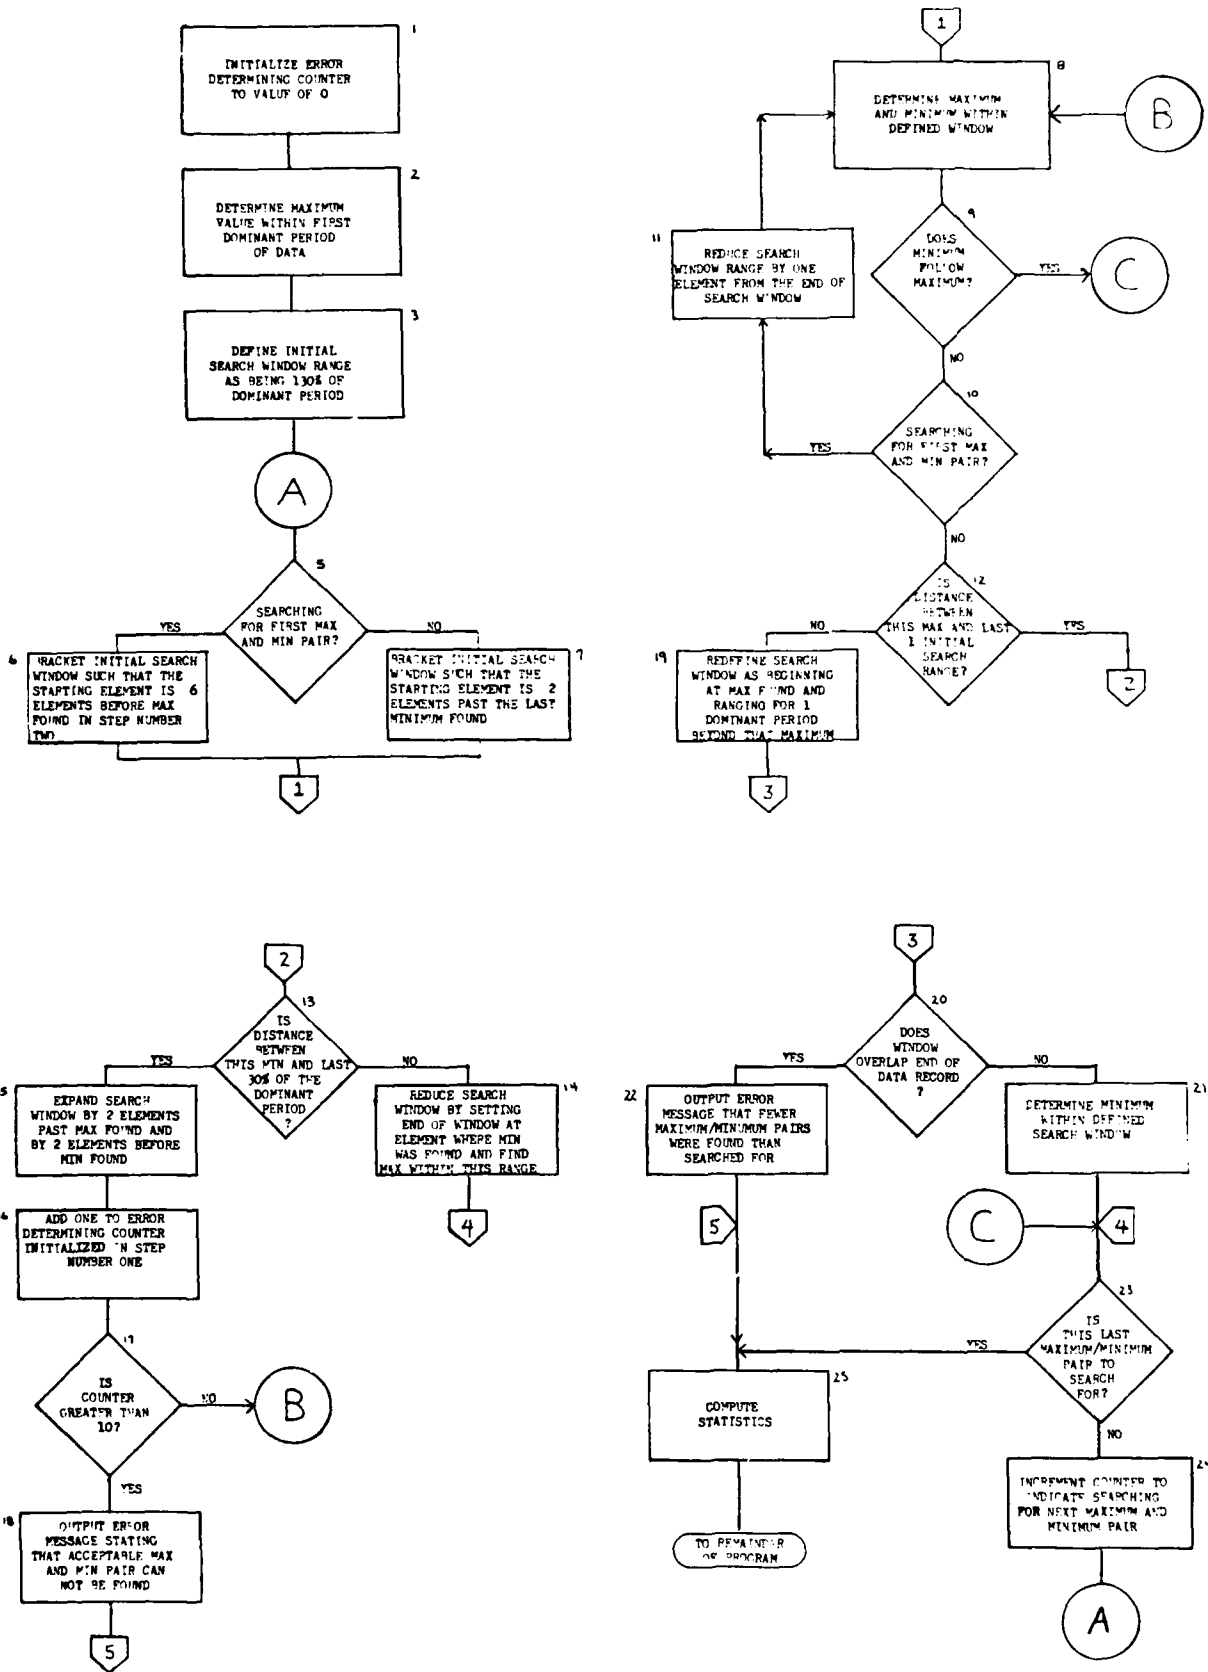 1
INITIALIZE ERROR
DETERMINING COUNTER
TO VALUE OF 0
2
DETERMINE MAXIMUM
VALUE WITHIN FIRST
DOMINANT PERIOD
OF DATA
3
DEFINE INITIAL
SEARCH WINDOW RANGE
AS BEING 130% OF
DOMINANT PERIOD
A
5
SEARCHING
FOR FIRST MAX
AND MIN PAIR?
YES
NO
6
BRACKET INITIAL SEARCH
WINDOW SUCH THAT THE
STARTING ELEMENT IS 6
ELEMENTS BEFORE MAX
FOUND IN STEP NUMBER
TWO
7
BRACKET INITIAL SEARCH
WINDOW SUCH THAT THE
STARTING ELEMENT IS 2
ELEMENTS PAST THE LAST
MINIMUM FOUND
1
1
8
DETERMINE MAXIMUM
AND MINIMUM WITHIN
DEFINED WINDOW
B
9
DOES
MINIMUM
FOLLOW
MAXIMUM?
YES
C
NO
11
REDUCE SEARCH
WINDOW RANGE BY ONE
ELEMENT FROM THE END OF
SEARCH WINDOW
10
SEARCHING
FOR FIRST MAX
AND MIN PAIR?
YES
NO
12
IS
DISTANCE
BETWEEN
THIS MAX AND LAST
1 INITIAL
SEARCH
RANGE?
NO
YES
2
19
REDEFINE SEARCH
WINDOW AS BEGINNING
AT MAX FOUND AND
RANGING FOR 1
DOMINANT PERIOD
BEYOND THAT MAXIMUM
3
2
13
IS
DISTANCE
BETWEEN
THIS MIN AND LAST
30% OF THE
DOMINANT
PERIOD
?
YES
NO
5
EXPAND SEARCH
WINDOW BY 2 ELEMENTS
PAST MAX FOUND AND
BY 2 ELEMENTS BEFORE
MIN FOUND
14
REDUCE SEARCH
WINDOW BY SETTING
END OF WINDOW AT
ELEMENT WHERE MIN
WAS FOUND AND FIND
MAX WITHIN THIS RANGE
4
6
ADD ONE TO ERROR
DETERMINING COUNTER
INITIALIZED IN STEP
NUMBER ONE
17
IS
COUNTER
GREATER THAN
10?
NO
B
YES
18
OUTPUT ERROR
MESSAGE STATING
THAT ACCEPTABLE MAX
AND MIN PAIR CAN
NOT BE FOUND
5
3
20
DOES
WINDOW
OVERLAP END OF
DATA RECORD
?
YES
NO
22
OUTPUT ERROR
MESSAGE THAT FEWER
MAXIMUM/MINUMUM PAIRS
WERE FOUND THAN
SEARCHED FOR
21
DETERMINE MINIMUM
WITHIN DEFINED
SEARCH WINDOW
5
C
4
23
IS
THIS LAST
MAXIMUM/MINIMUM
PAIR TO
SEARCH
FOR?
YES
NO
25
COMPUTE
STATISTICS
24
INCREMENT COUNTER TO
INDICATE SEARCHING
FOR NEXT MAXIMUM AND
MINIMUM PAIR
TO REMAINDER
OF PROGRAM
A